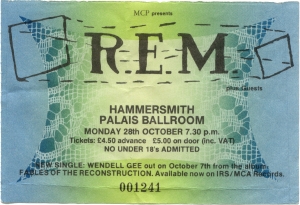 MCP presents
R.E.M.
plus guests
HAMMERSMITH
PALAIS BALLROOM
MONDAY 28th OCTOBER 7.30 p.m.
Tickets: £4.50 advance £5.00 on door (inc. VAT)
NO UNDER 18's ADMITTED
NEW SINGLE: WENDELL GEE out on October 7th from the album
FABLES OF THE RECONSTRUCTION. Available now on IRS/MCA Records.
001241